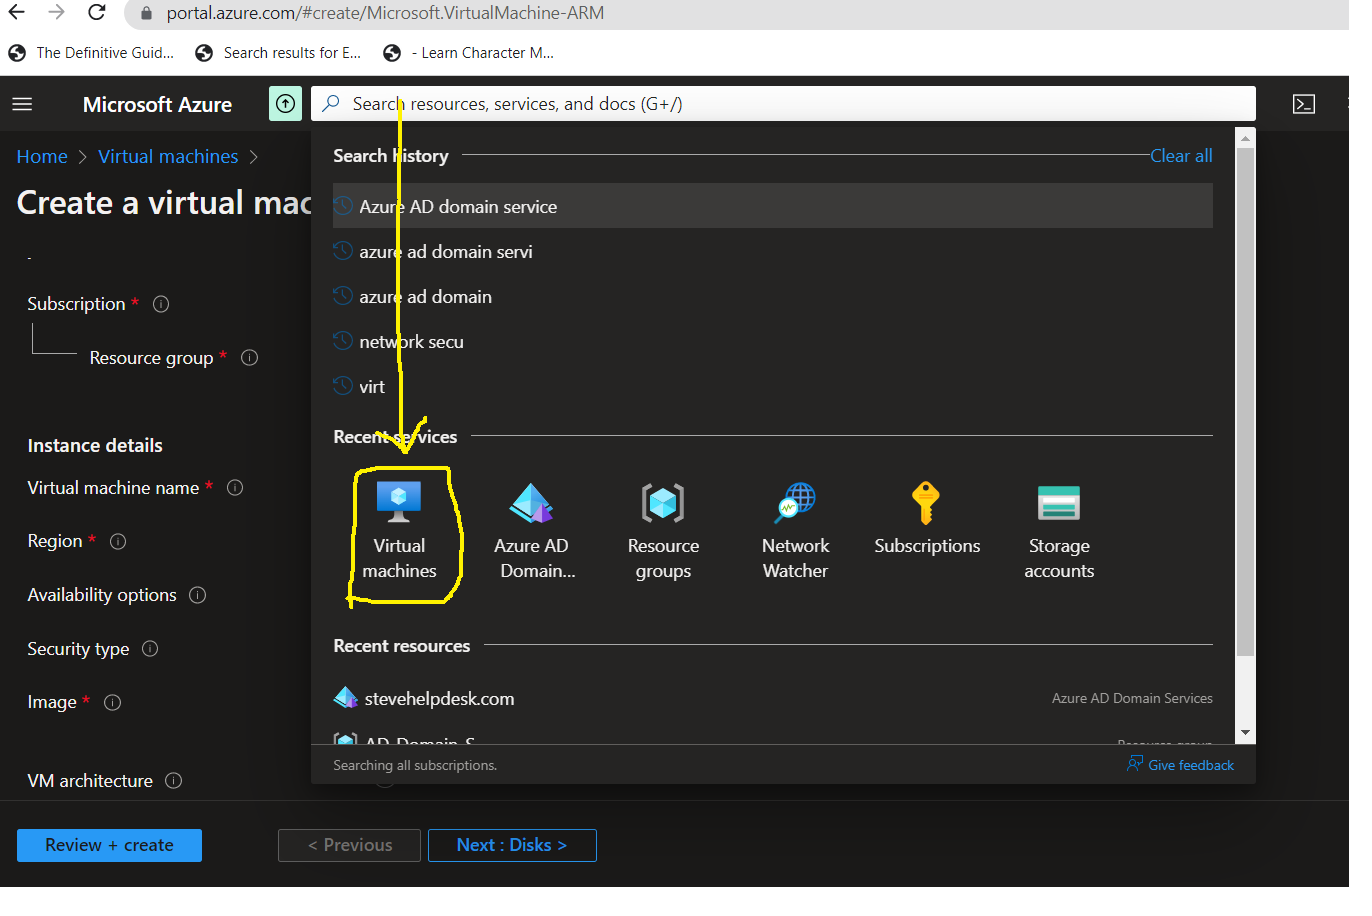 portal.azure.com/#create/Microsoft.VirtualMachine-ARM
The Definitive Guid... Search results for E... - Learn Character M...
Microsoft Azure Search resources, services, and docs (G+/)
Home > Virtual machines >
Create a virtual mac
Subscription *
Resource group *
Instance details
Virtual machine name *
Region *
Availability options
Security type
Image *
VM architecture
Search history Clear all
Azure AD domain service
azure ad domain servi
azure ad domain
network secu
virt
Recent services
Virtual machines
Azure AD Domain...
Resource groups
Network Watcher
Subscriptions
Storage accounts
Recent resources
stevehelpdesk.com Azure AD Domain Services
AD-Domain-S Resource group
Searching all subscriptions. Give feedback
Review + create < Previous Next : Disks >